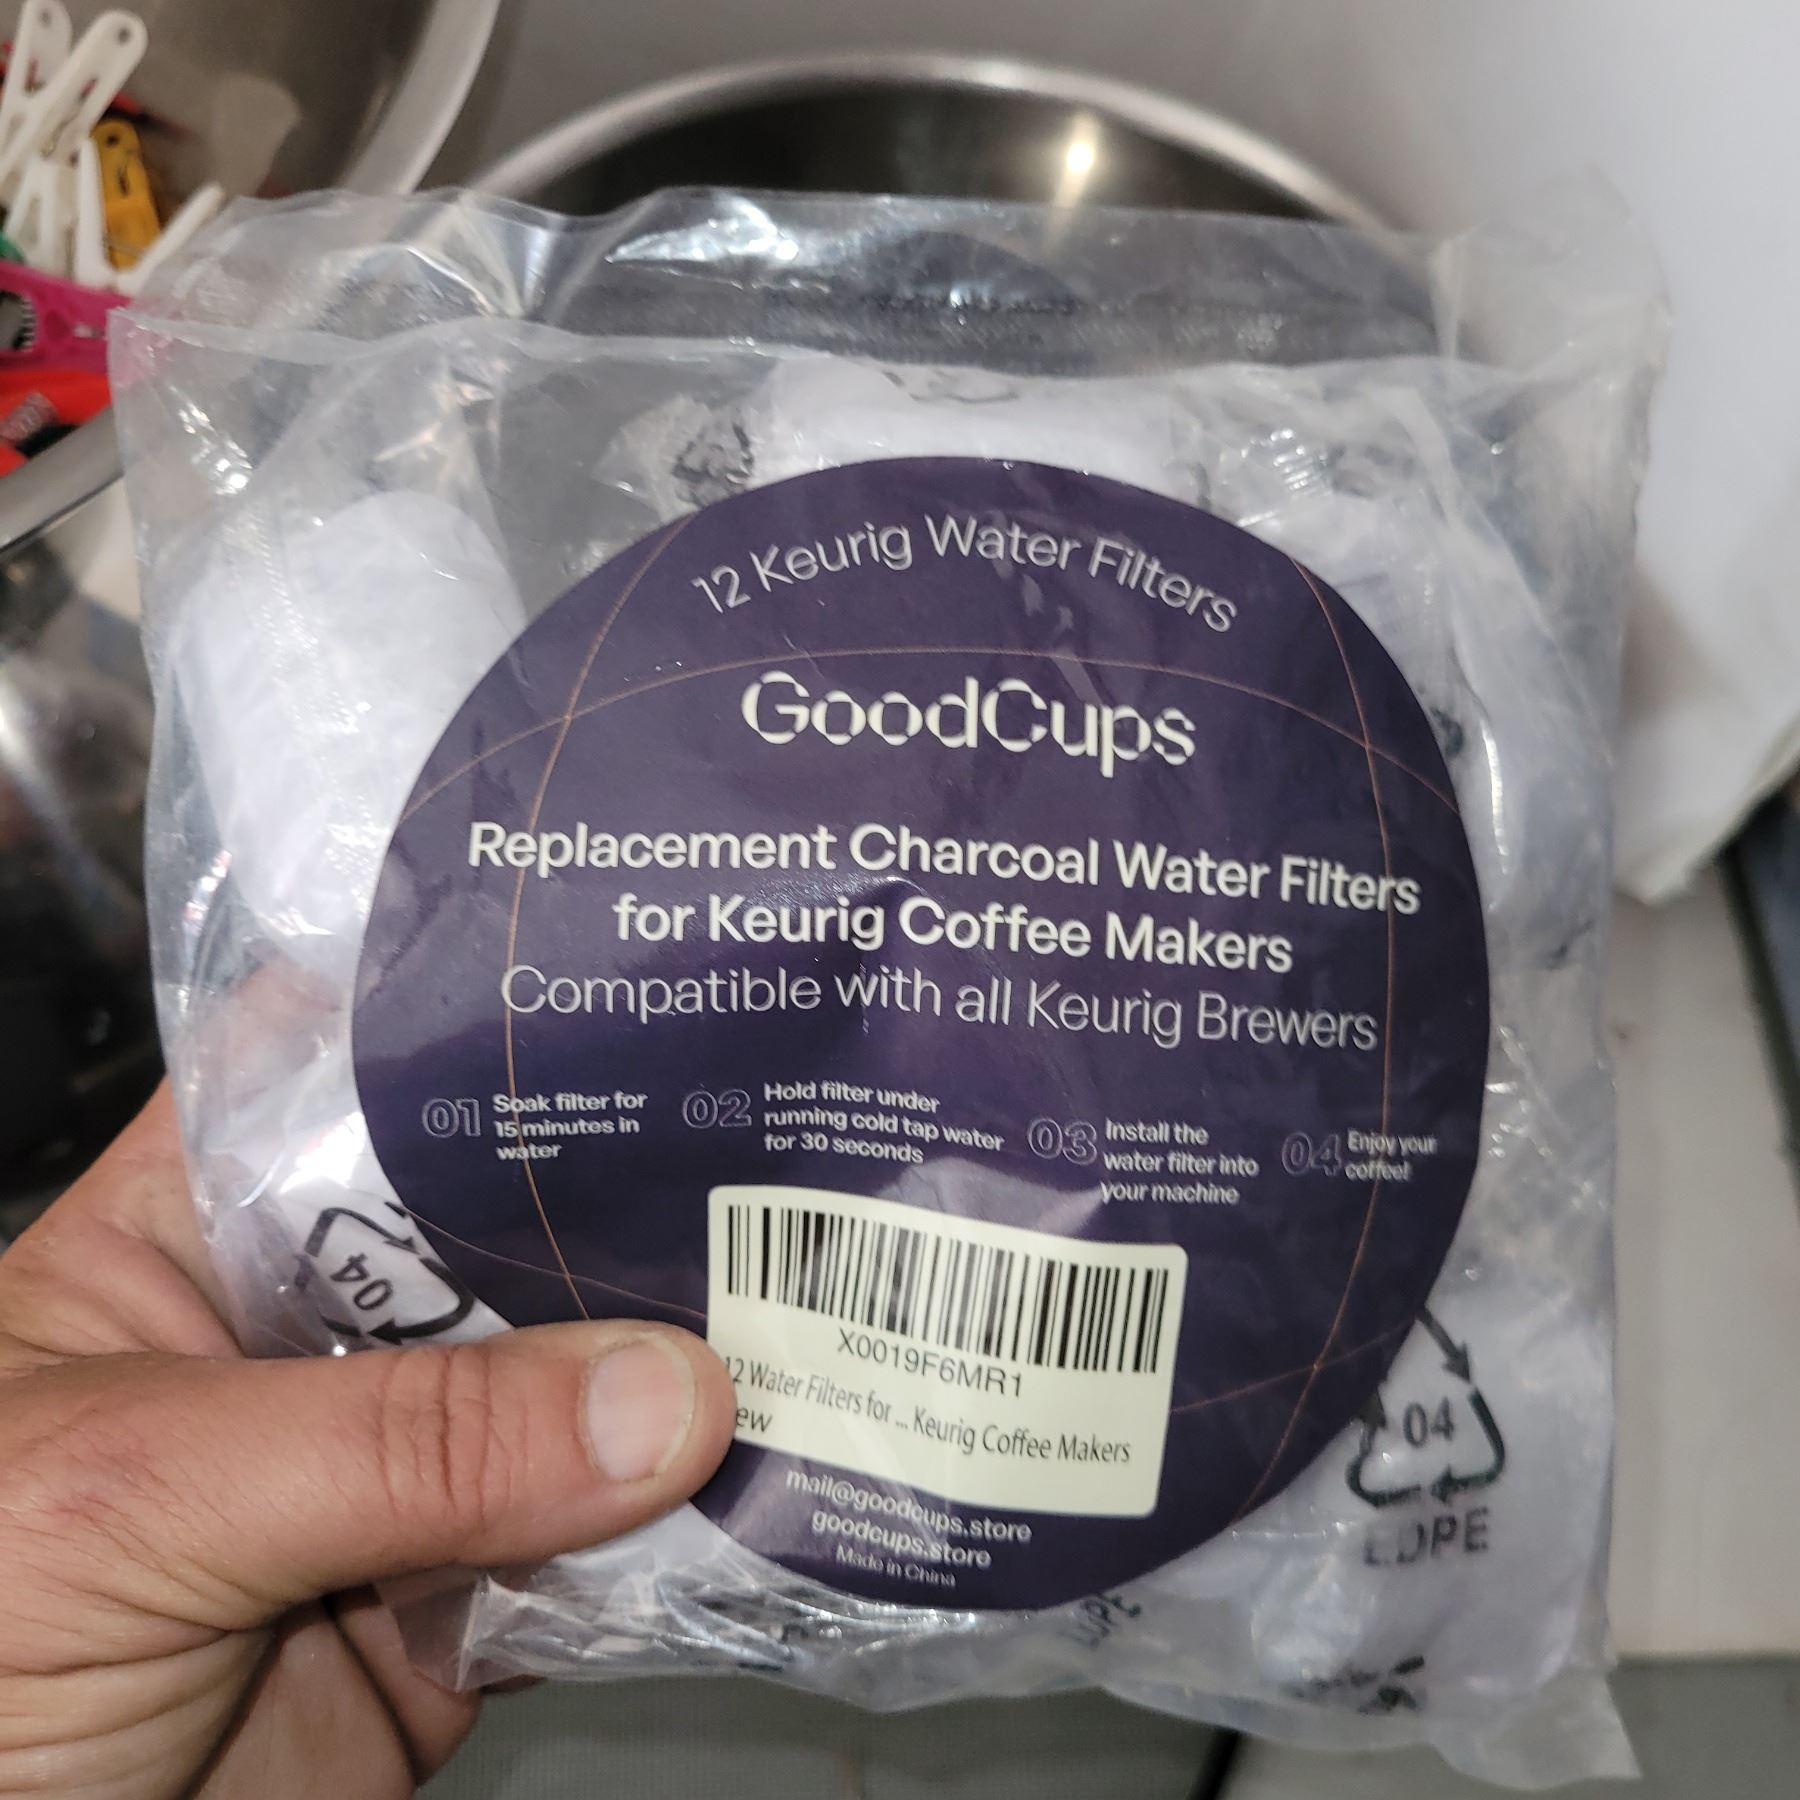 12 Keurig Water Filters
GoodCups
Replacement Charcoal Water Filters
for Keurig Coffee Makers
Compatible with all Keurig Brewers
01 Soak filter for
15 minutes in
water
02 Hold filter under
running cold tap water
for 30 seconds
03 Install the
water filter into
your machine
04 Enjoy your
coffee!
X0019F6MR1
12 Water Filters for ... Keurig Coffee Makers
ew
mail@goodcups.store
goodcups.store
Made in China
04
04
LDPE